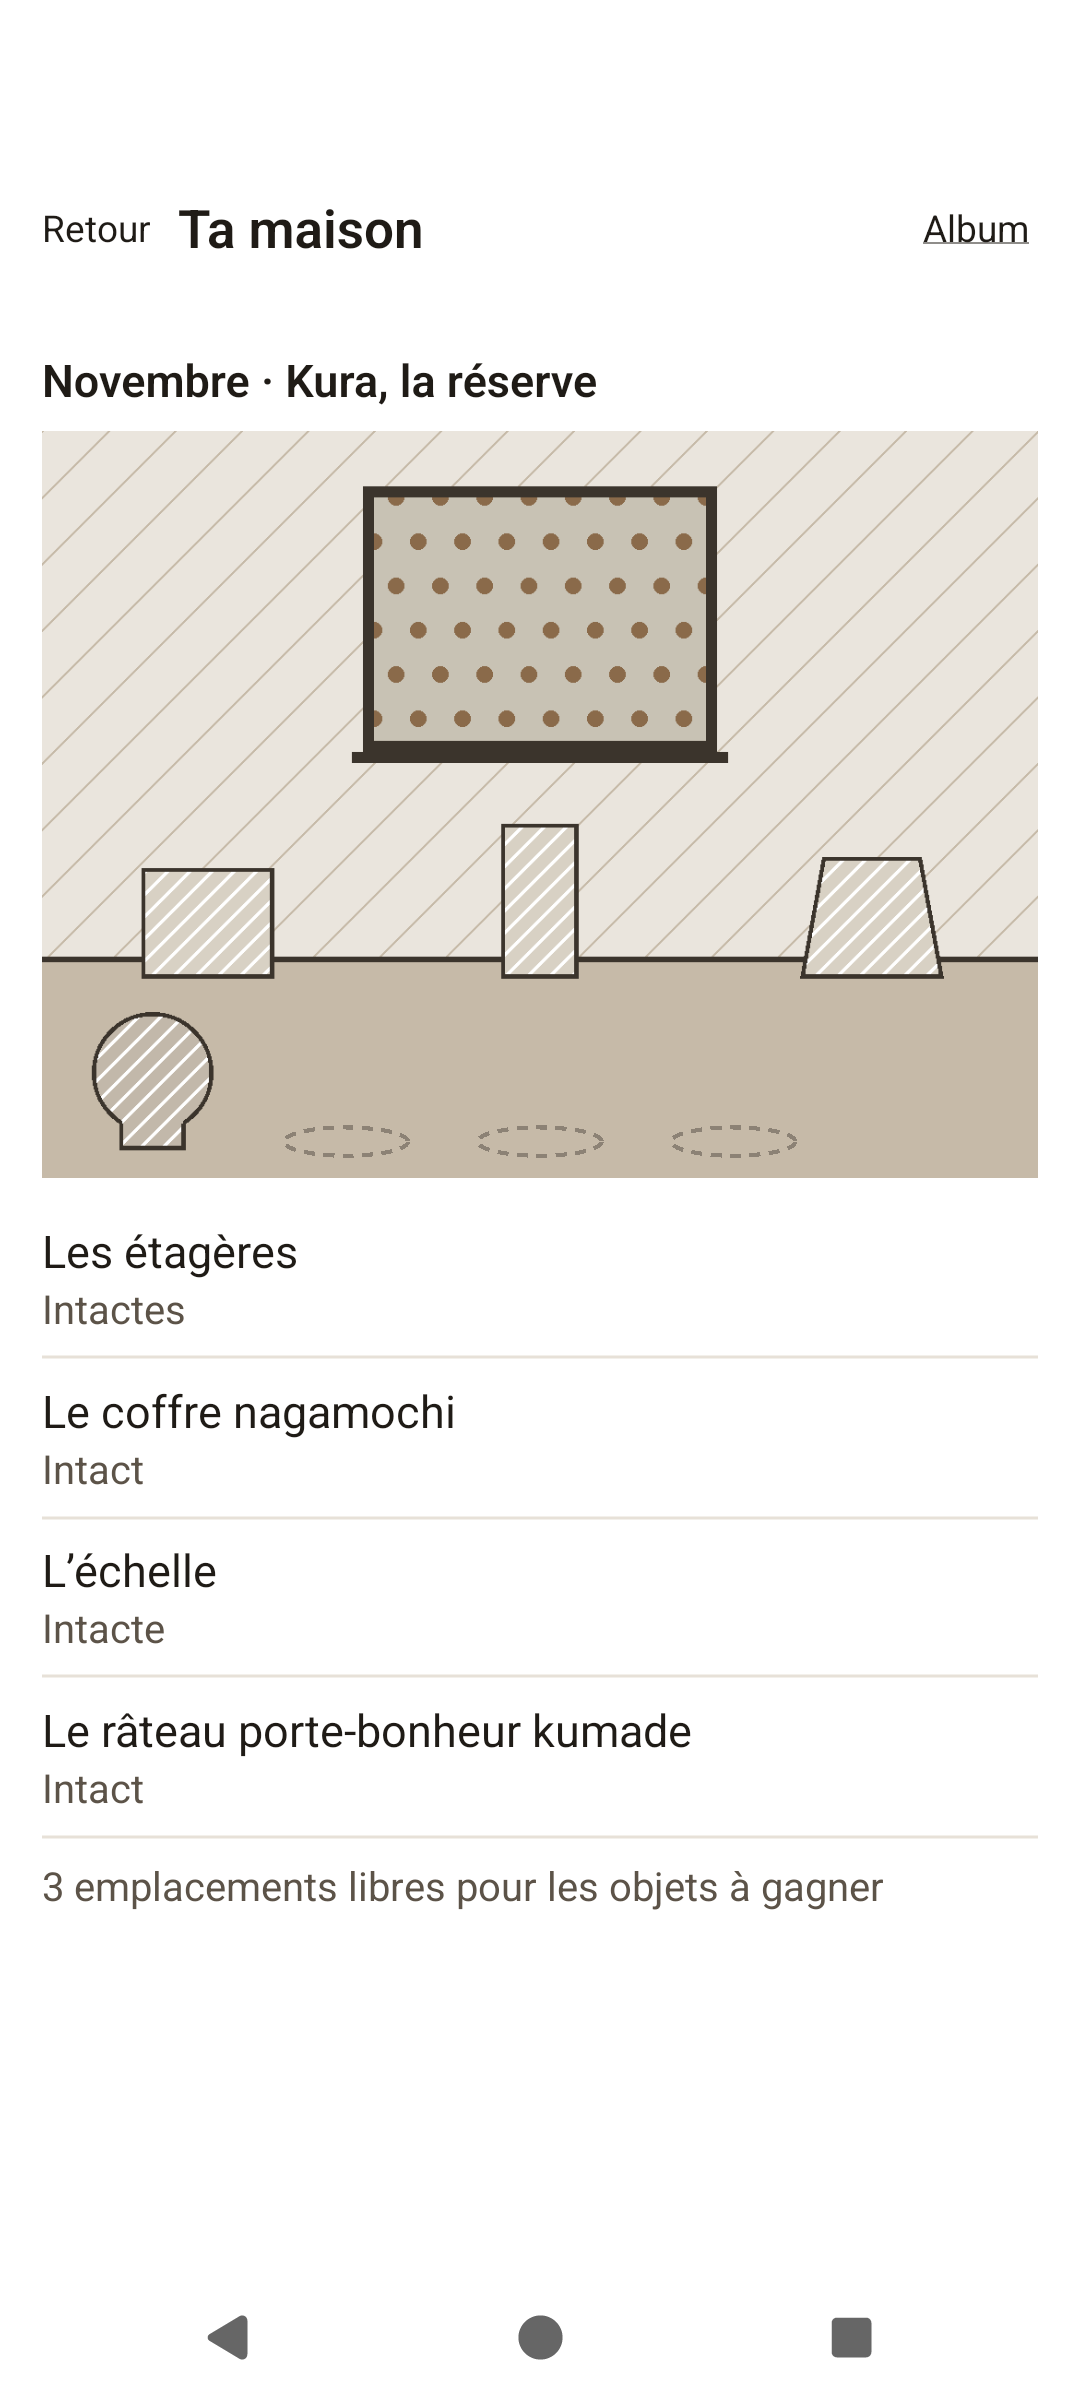 Retour
Ta maison
Album
Novembre · Kura, la réserve
Les étagères
Intactes
Le coffre nagamochi
Intact
L’échelle
Intacte
Le râteau porte-bonheur kumade
Intact
3 emplacements libres pour les objets à gagner